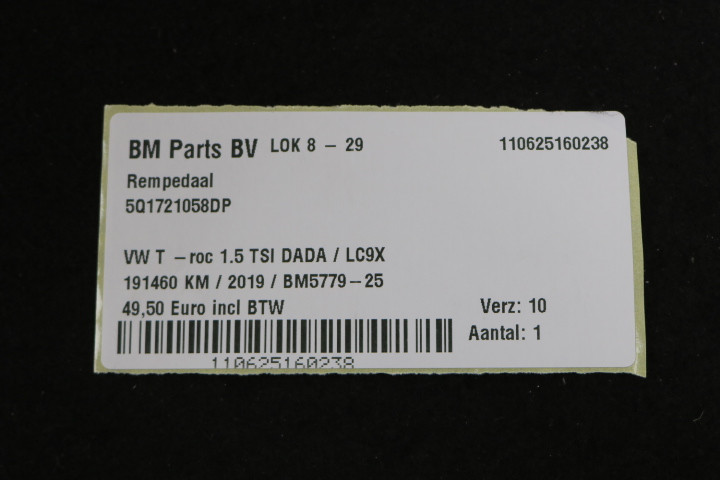 BM Parts BV LOK 8 - 29 110625160238
Rempedaal
5Q1721058DP
VW T -roc 1.5 TSI DADA / LC9X
191460 KM / 2019 / BM5779-25
49,50 Euro incl BTW Verz: 10
Aantal: 1
110625160238